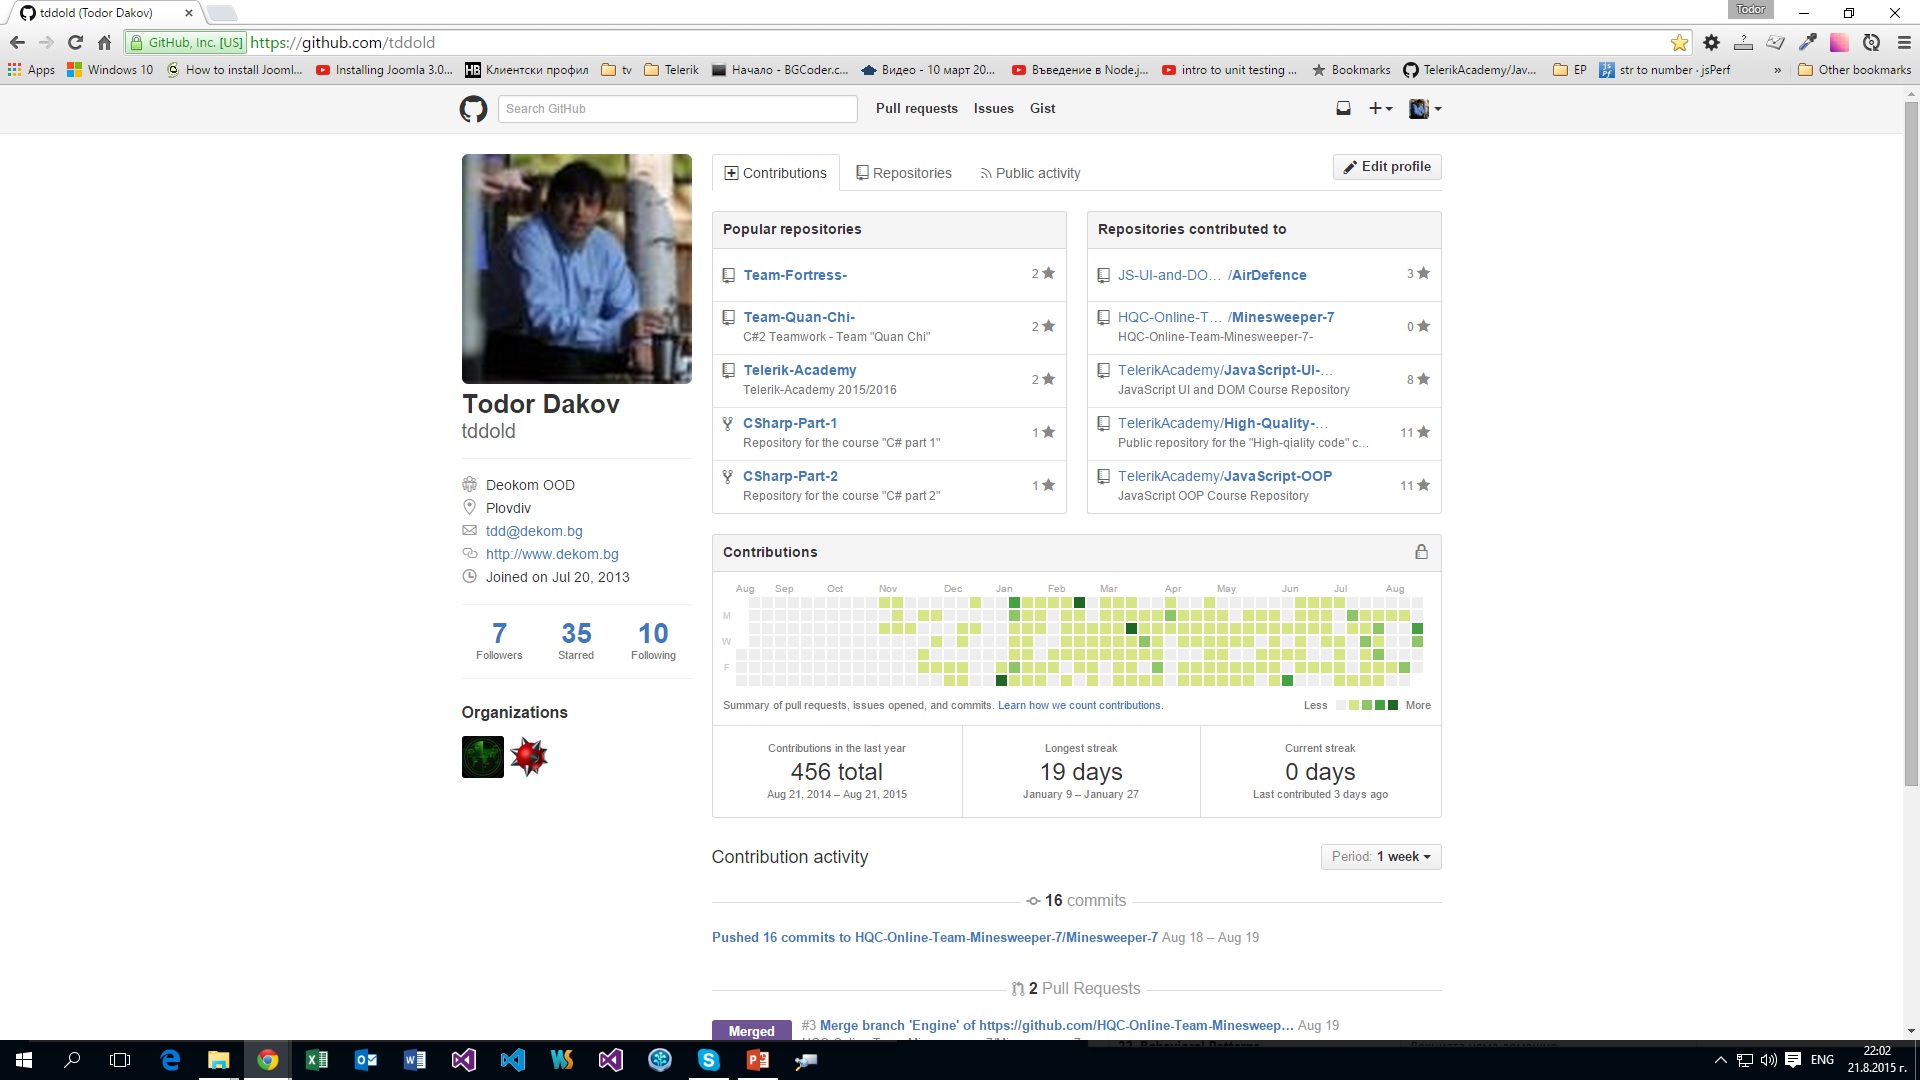 tddold (Todor Dakov)
Todor
GitHub, Inc. [US] https://github.com/tddold
Apps Windows 10 How to install Jooml... Installing Joomla 3.0... Клиентски профил tv Telerik Начало - BGCoder.c... Видео - 10 март 20... Въведение в Node.j... intro to unit testing ... Bookmarks TelerikAcademy/Jav... EP str to number · jsPerf » Other bookmarks
Search GitHub
Pull requests Issues Gist
Contributions Repositories Public activity
Edit profile
Todor Dakov
tddold
Deokom OOD
Plovdiv
tdd@dekom.bg
http://www.dekom.bg
Joined on Jul 20, 2013
7 35 10
Followers Starred Following
Organizations
Popular repositories
Team-Fortress- 2
Team-Quan-Chi- 2
C#2 Teamwork - Team "Quan Chi"
Telerik-Academy 2
Telerik-Academy 2015/2016
CSharp-Part-1 1
Repository for the course "C# part 1"
CSharp-Part-2 1
Repository for the course "C# part 2"
Repositories contributed to
JS-UI-and-DO... /AirDefence 3
HQC-Online-T... /Minesweeper-7 0
HQC-Online-Team-Minesweeper-7-
TelerikAcademy/JavaScript-UI-... 8
JavaScript UI and DOM Course Repository
TelerikAcademy/High-Quality-... 11
Public repository for the "High-qiality code" c...
TelerikAcademy/JavaScript-OOP 11
JavaScript OOP Course Repository
Contributions
Aug Sep Oct Nov Dec Jan Feb Mar Apr May Jun Jul Aug
M
W
F
Summary of pull requests, issues opened, and commits. Learn how we count contributions.
Less More
Contributions in the last year
456 total
Aug 21, 2014 – Aug 21, 2015
Longest streak
19 days
January 9 – January 27
Current streak
0 days
Last contributed 3 days ago
Contribution activity
Period: 1 week
16 commits
Pushed 16 commits to HQC-Online-Team-Minesweeper-7/Minesweeper-7 Aug 18 – Aug 19
2 Pull Requests
Merged
#3 Merge branch 'Engine' of https://github.com/HQC-Online-Team-Minesweep... Aug 19
ENG
22:02
21.8.2015 г.